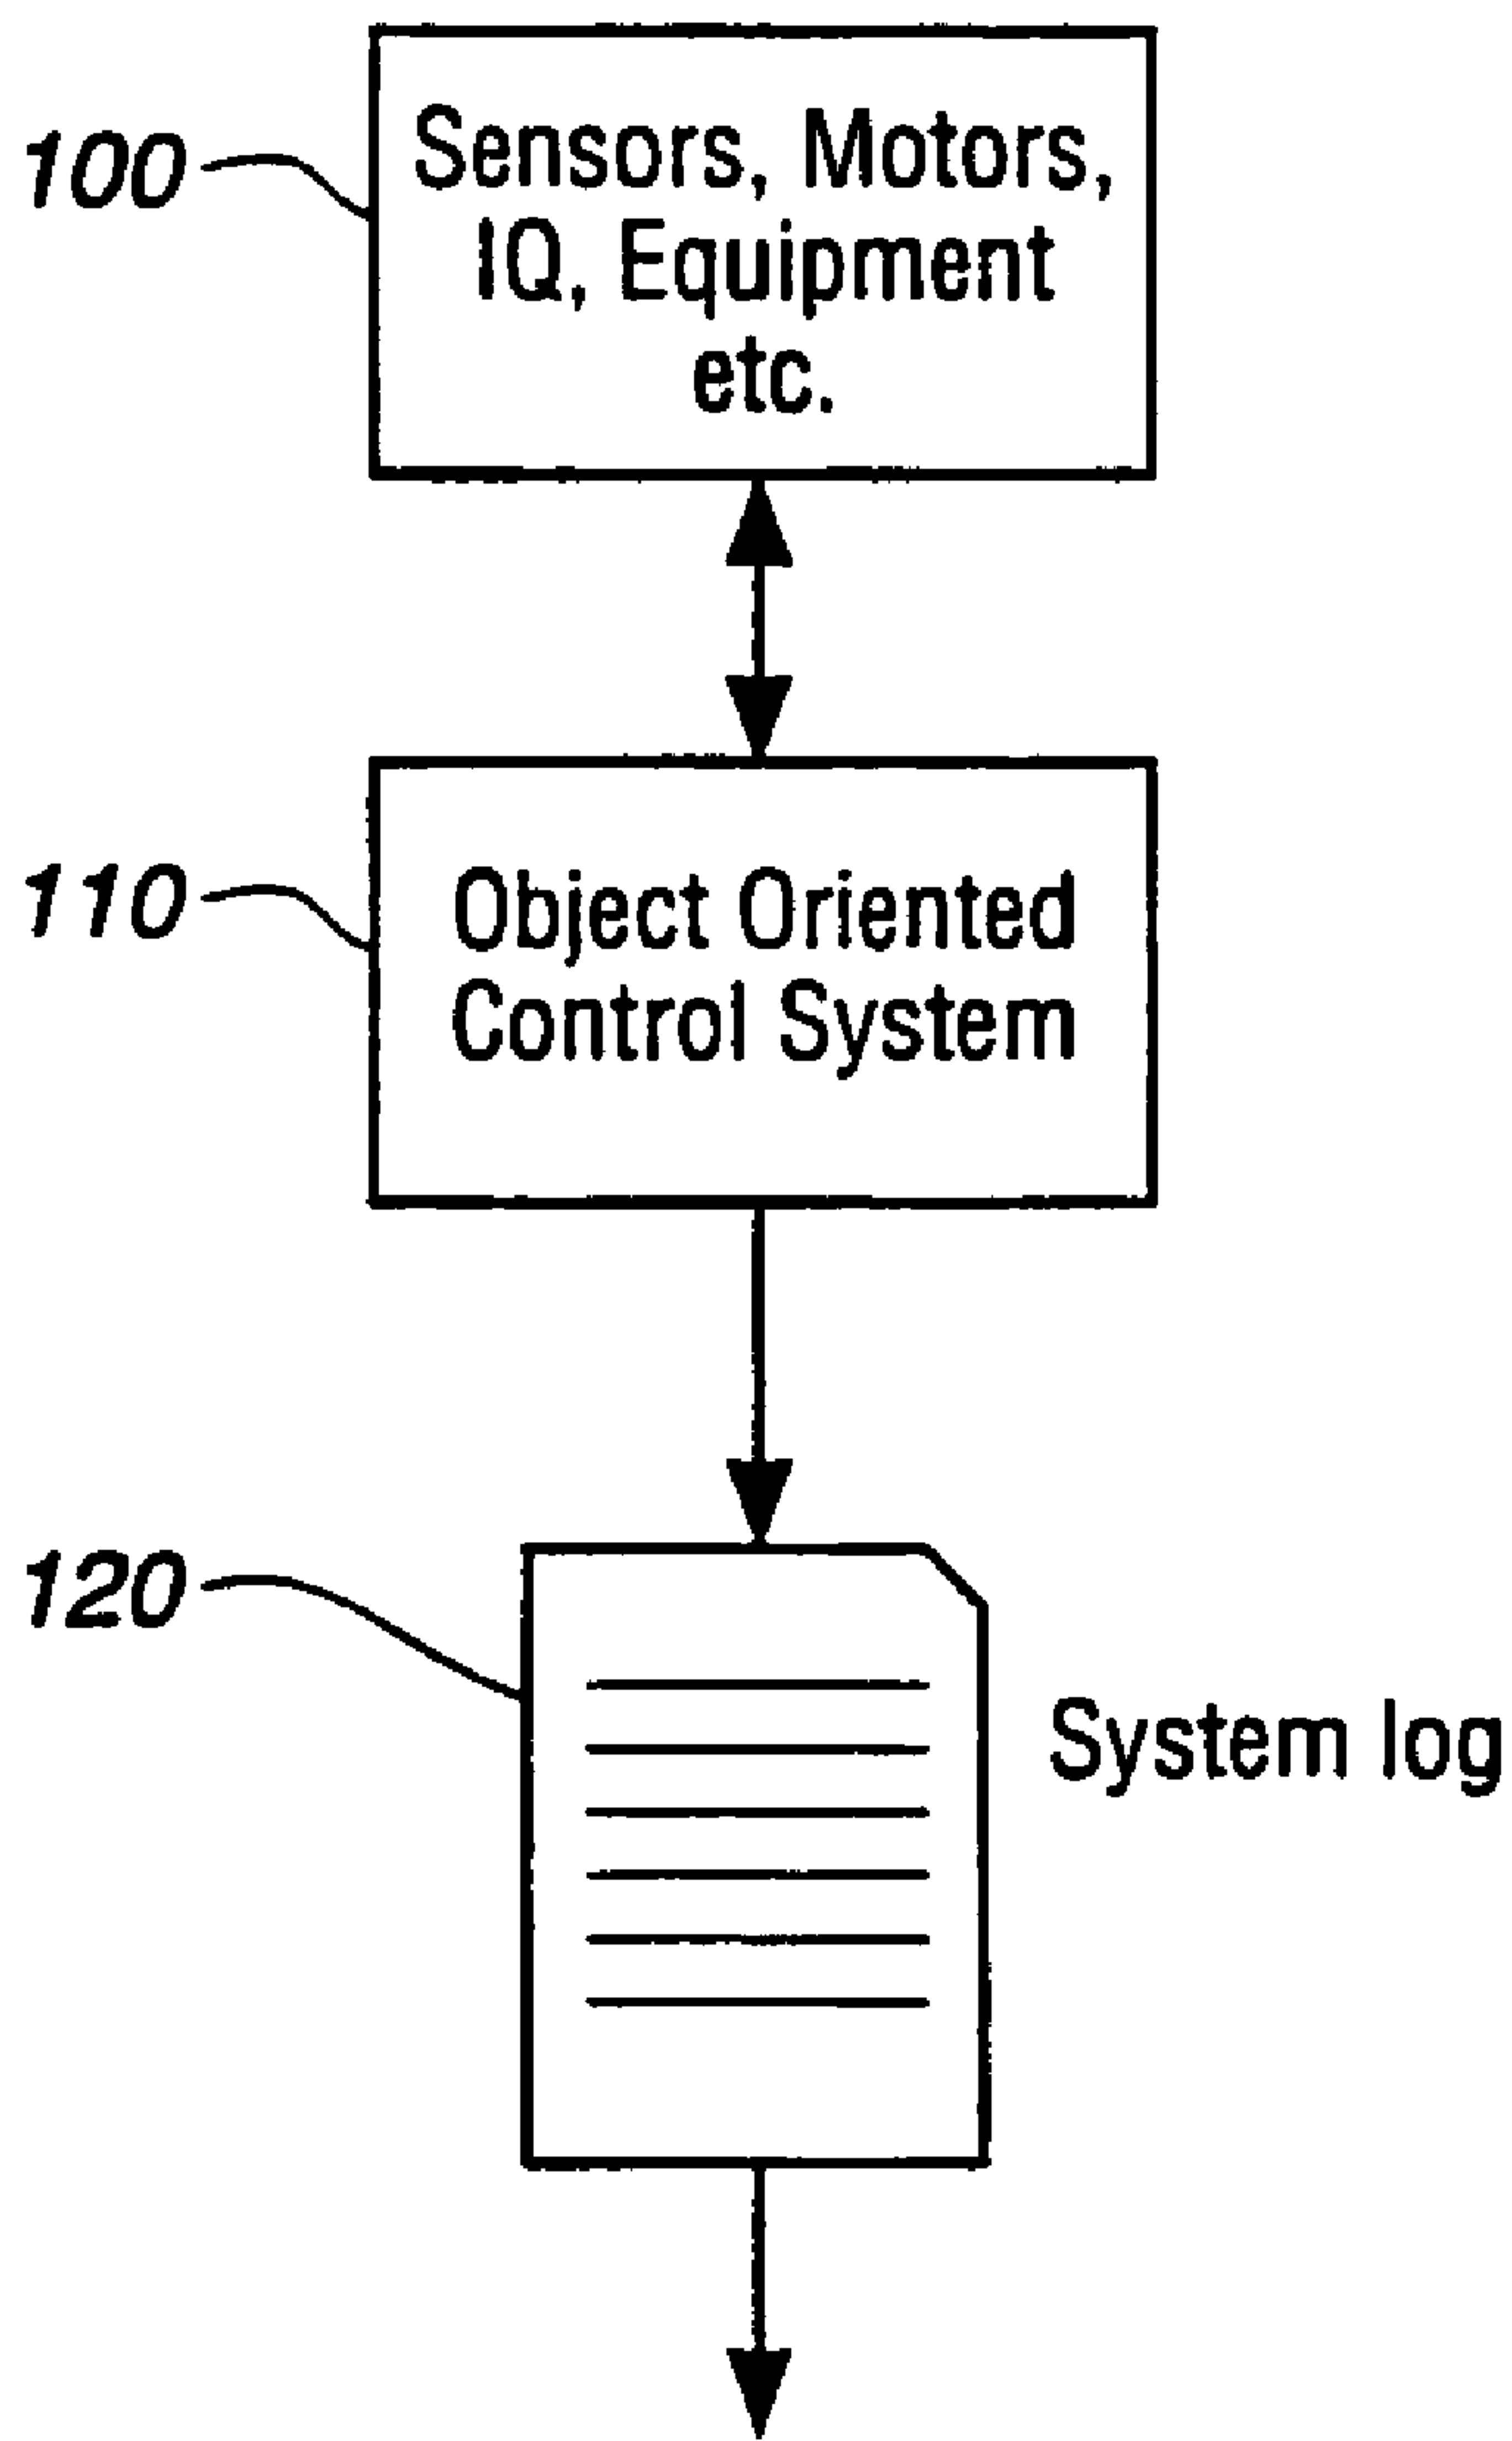 100
Sensors, Motors,
IQ, Equipment
etc.
110
Object Oriented
Control System
120
System log